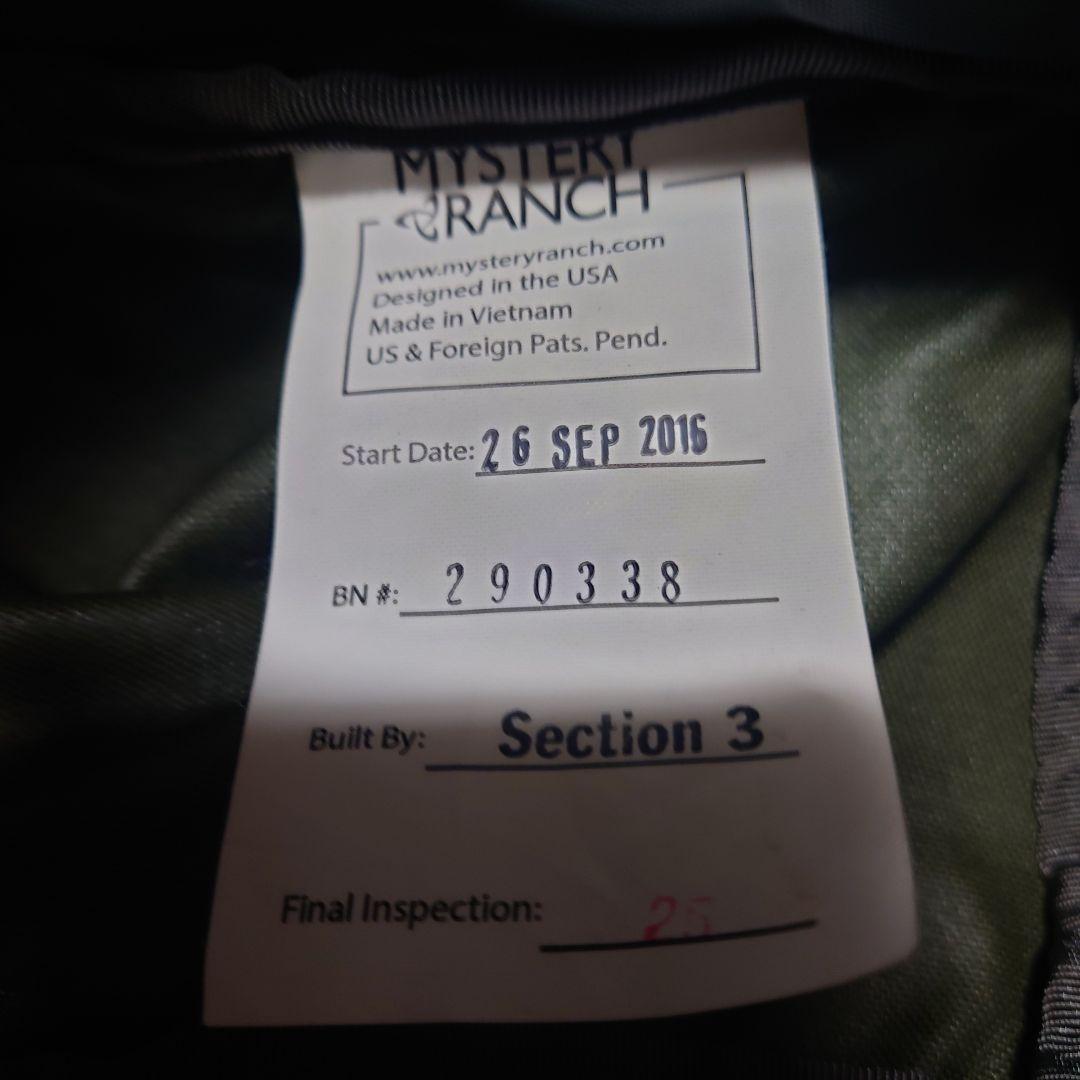 MYSTERY
RANCH
www.mysteryranch.com
Designed in the USA
Made in Vietnam
US & Foreign Pats. Pend.
Start Date: 26 SEP 2016
BN #: 290338
Built By: Section 3
Final Inspection: 25